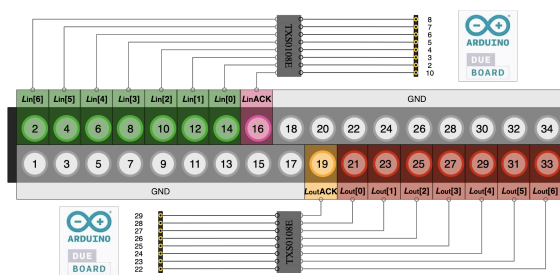 TXS0108E
8
7
6
5
4
3
2
10
ARDUINO
DUE
BOARD
Lin[6] Lin[5] Lin[4] Lin[3] Lin[2] Lin[1] Lin[0] LinACK GND
2 4 6 8 10 12 14 16 18 20 22 24 26 28 30 32 34
1 3 5 7 9 11 13 15 17 19 21 23 25 27 29 31 33
GND LoutACK Lout[0] Lout[1] Lout[2] Lout[3] Lout[4] Lout[5] Lout[6]
ARDUINO
DUE
BOARD
29
28
27
26
25
24
23
22
TXS0108E